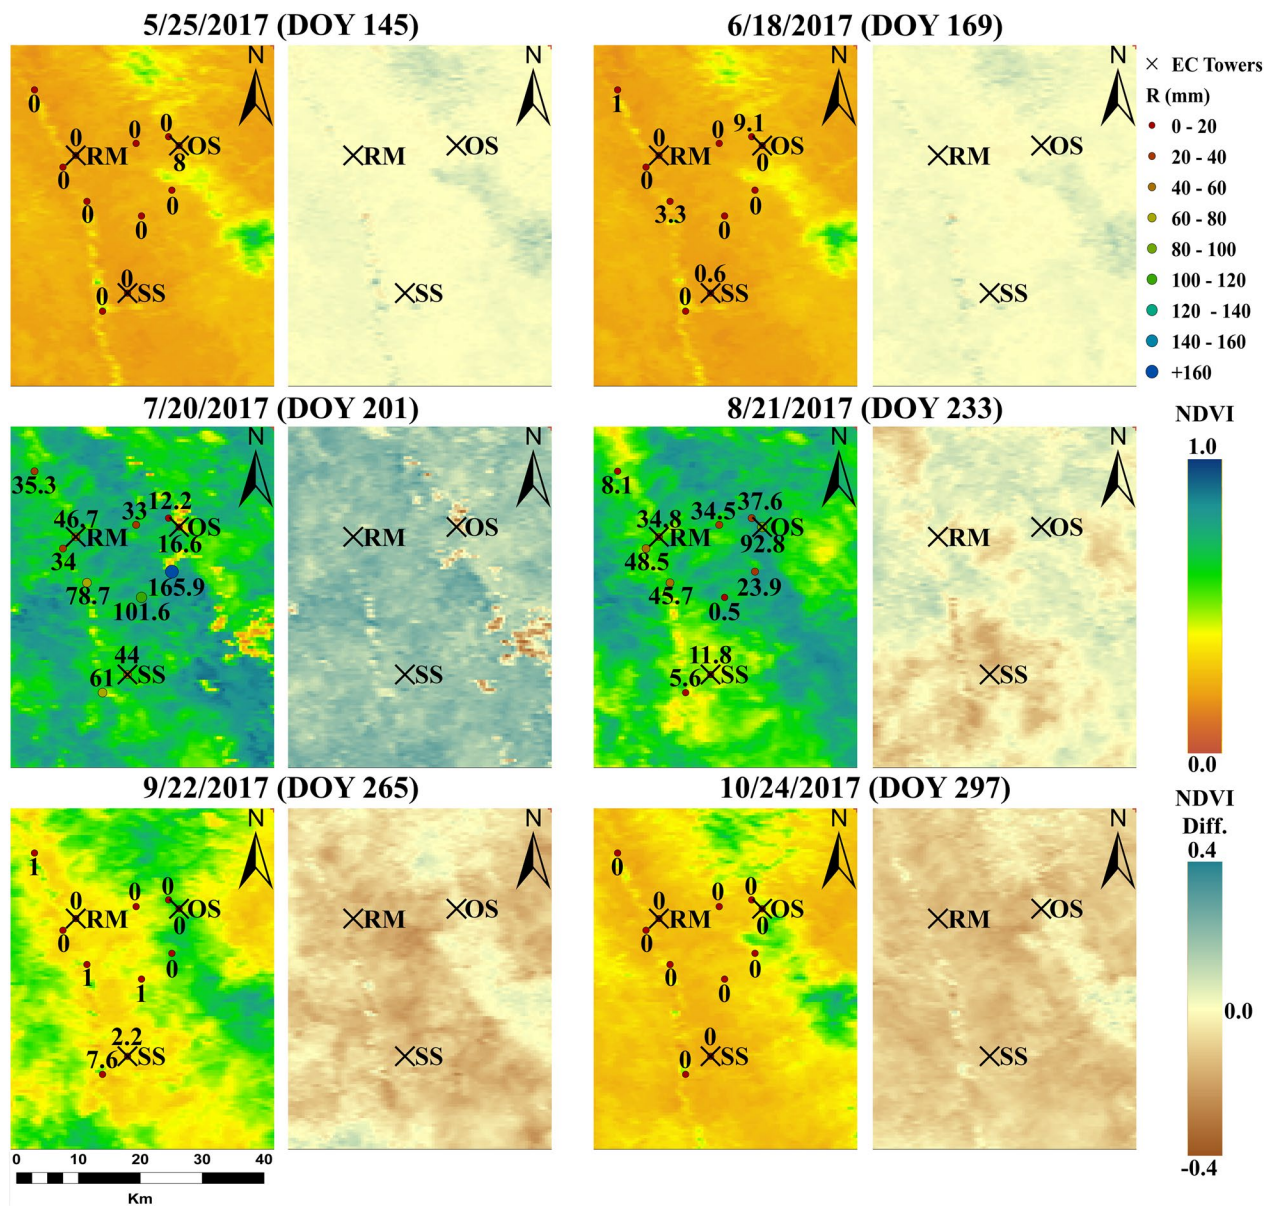 5/25/2017 (DOY 145)
6/18/2017 (DOY 169)
N
N
N
N
0
0
RM
0
0
0
OS
8
0
0
0
0
SS
0
RM
OS
SS
1
0
RM
0
0
9.1
OS
0
3.3
0
0
0.6
SS
0
RM
OS
SS
EC Towers
R (mm)
0 - 20
20 - 40
40 - 60
60 - 80
80 - 100
100 - 120
120 - 140
140 - 160
+160
7/20/2017 (DOY 201)
8/21/2017 (DOY 233)
N
N
N
N
35.3
46.7
RM
34
33
12.2
OS
16.6
165.9
78.7
101.6
44
SS
61
RM
OS
SS
8.1
34.8
RM
48.5
34.5
37.6
OS
92.8
23.9
45.7
0.5
11.8
SS
5.6
RM
OS
SS
NDVI
1.0
0.0
9/22/2017 (DOY 265)
10/24/2017 (DOY 297)
N
N
N
N
1
0
RM
0
0
0
OS
0
0
1
1
2.2
SS
7.6
RM
OS
SS
0
0
RM
0
0
0
OS
0
0
0
0
0
SS
0
RM
OS
SS
NDVI
Diff.
0.4
0.0
-0.4
0 10 20 30 40
Km